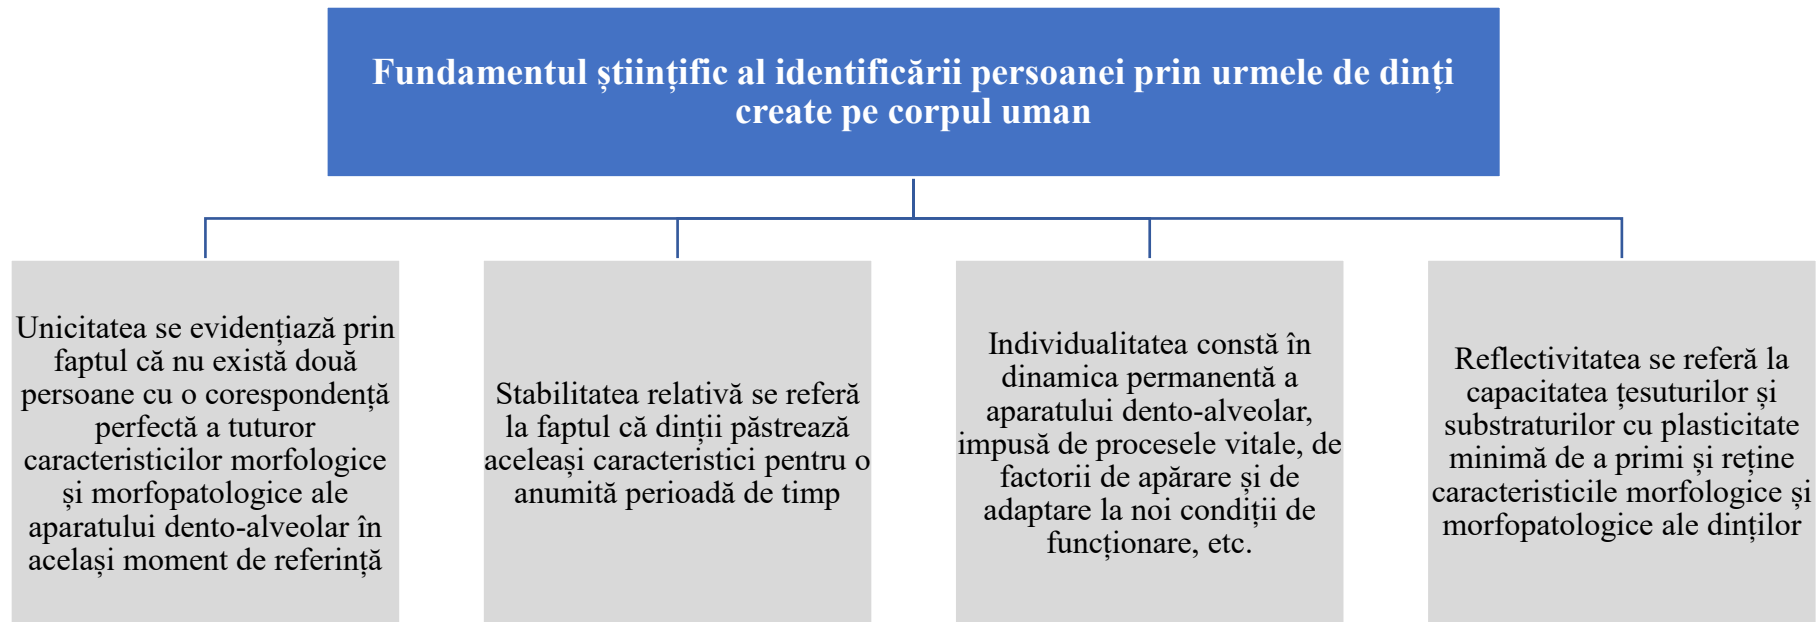 Fundamentul științific al identificării persoanei prin urmele de dinți
create pe corpul uman
Unicitatea se evidențiază prin
faptul că nu există două
persoane cu o corespondență
perfectă a tuturor
caracteristicilor morfologice
și morfopatologice ale
aparatului dento-alveolar în
același moment de referință
Stabilitatea relativă se referă
la faptul că dinții păstrează
aceleași caracteristici pentru o
anumită perioadă de timp
Individualitatea constă în
dinamica permanentă a
aparatului dento-alveolar,
impusă de procesele vitale, de
factorii de apărare și de
adaptare la noi condiții de
funcționare, etc.
Reflectivitatea se referă la
capacitatea țesuturilor și
substraturilor cu plasticitate
minimă de a primi și reține
caracteristicile morfologice și
morfopatologice ale dinților